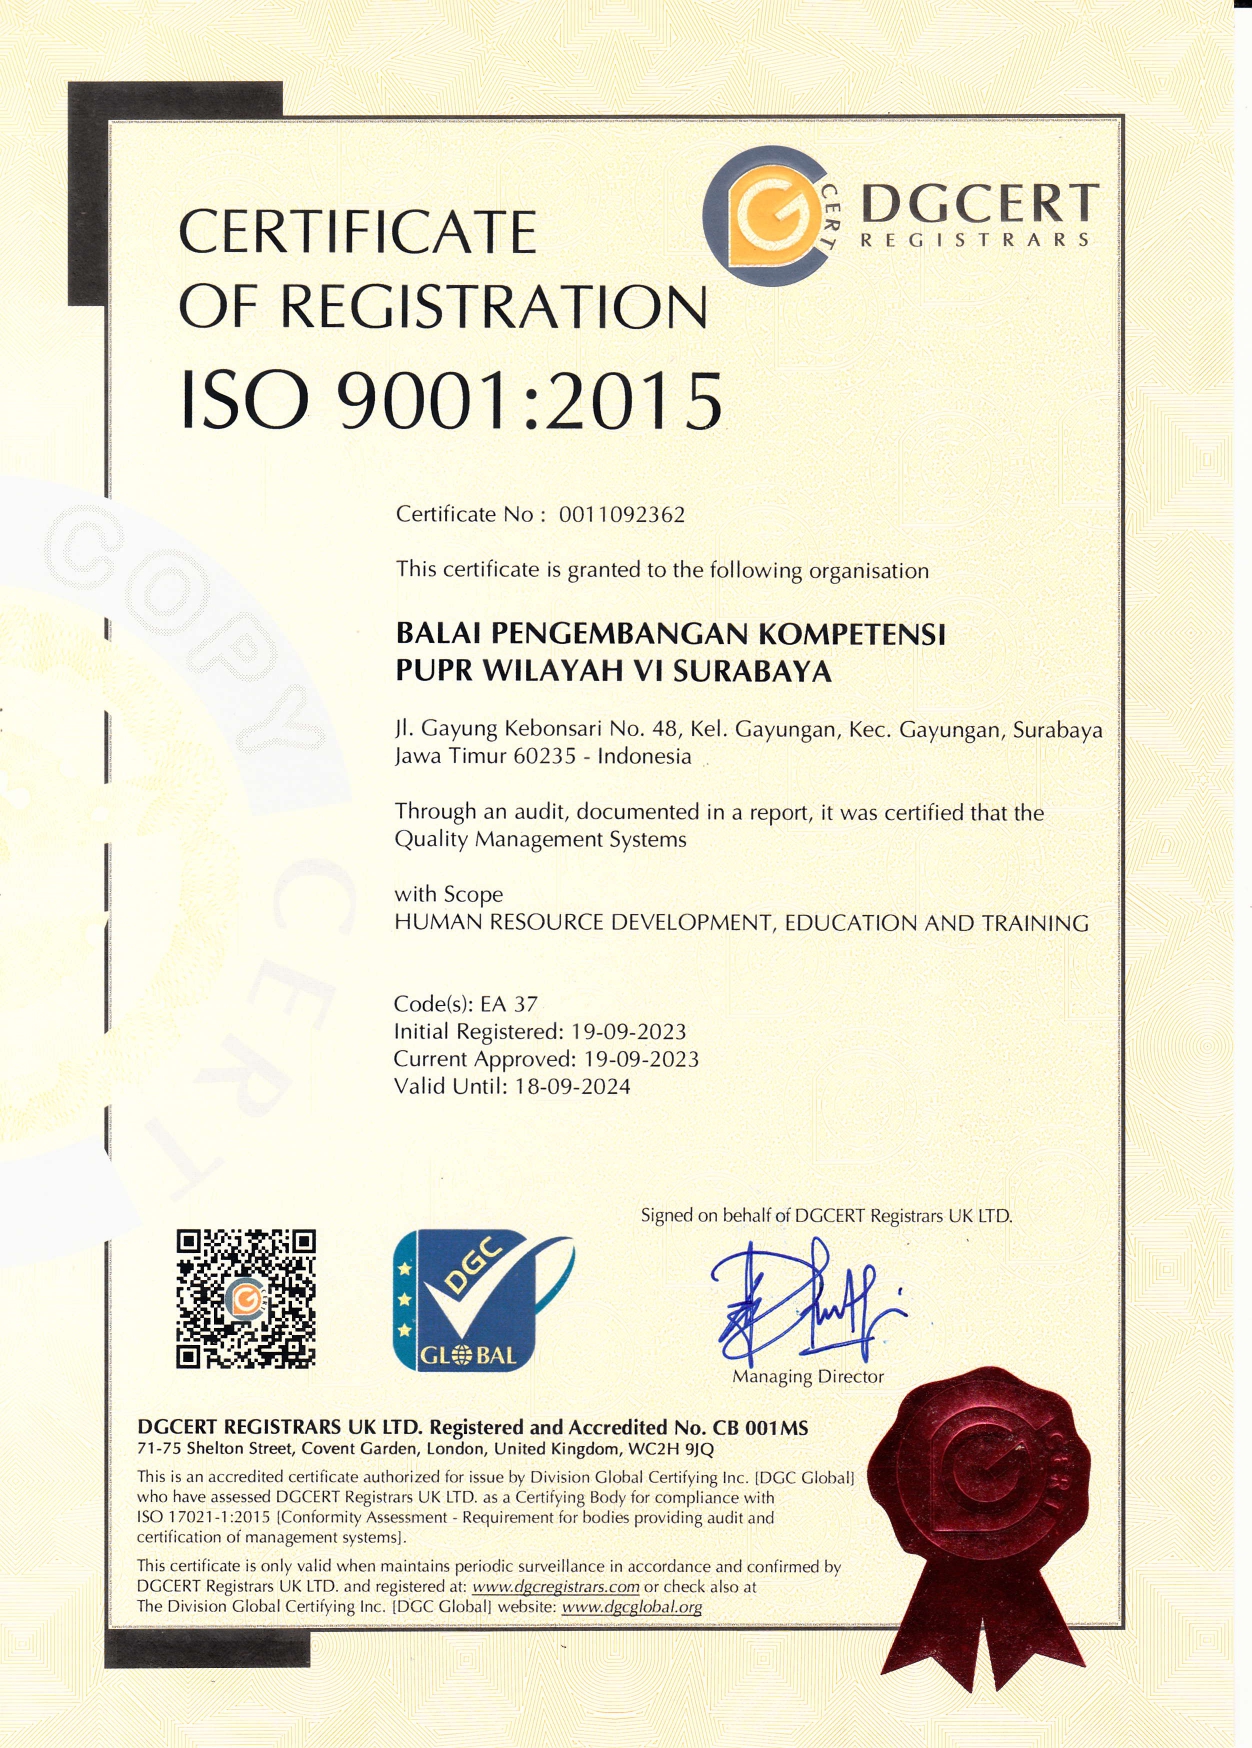 CERT
DGCERT
REGISTRARS
CERTIFICATE
OF REGISTRATION
ISO 9001:2015
Certificate No : 0011092362
This certificate is granted to the following organisation
COPY
BALAI PENGEMBANGAN KOMPETENSI
PUPR WILAYAH VI SURABAYA
Jl. Gayung Kebonsari No. 48, Kel. Gayungan, Kec. Gayungan, Surabaya
Jawa Timur 60235 - Indonesia
Through an audit, documented in a report, it was certified that the
Quality Management Systems
with Scope
HUMAN RESOURCE DEVELOPMENT, EDUCATION AND TRAINING
CERT
Code(s): EA 37
Initial Registered: 19-09-2023
Current Approved: 19-09-2023
Valid Until: 18-09-2024
Signed on behalf of DGCERT Registrars UK LTD.
DGC
GLOBAL
Managing Director
DGCERT REGISTRARS UK LTD. Registered and Accredited No. CB 001MS
71-75 Shelton Street, Covent Garden, London, United Kingdom, WC2H 9JQ
This is an accredited certificate authorized for issue by Division Global Certifying Inc. [DGC Global]
who have assessed DGCERT Registrars UK LTD. as a Certifying Body for compliance with
ISO 17021-1:2015 [Conformity Assessment - Requirement for bodies providing audit and
certification of management systems].
This certificate is only valid when maintains periodic surveillance in accordance and confirmed by
DGCERT Registrars UK LTD. and registered at: www.dgcregistrars.com or check also at
The Division Global Certifying Inc. [DGC Global] website: www.dgcglobal.org
CERT